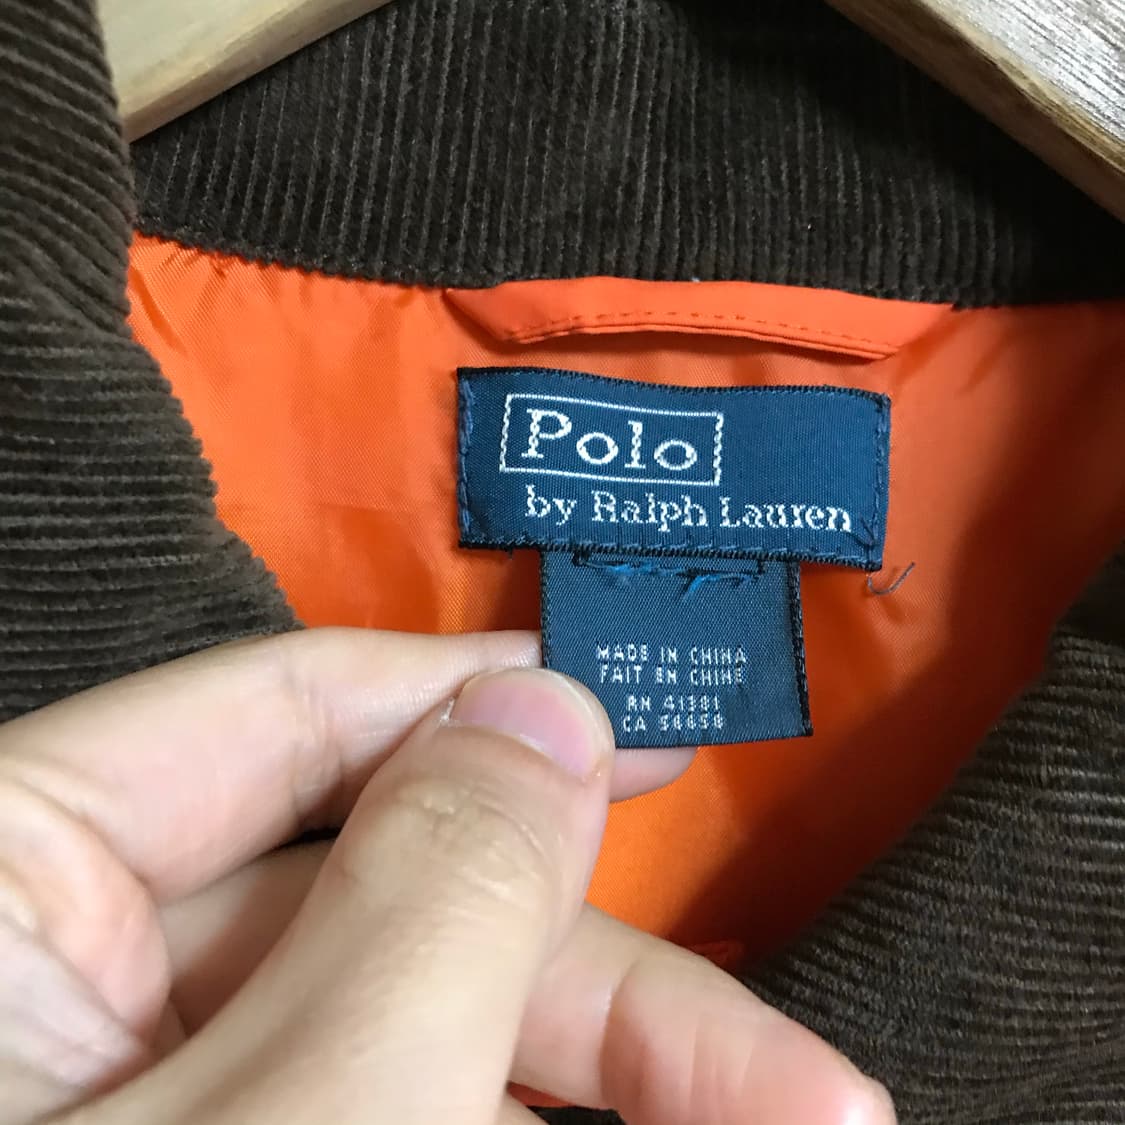 Polo
by Ralph Lauren
MADE IN CHINA
FAIT EN CHINE
RN 41381
CA 56658